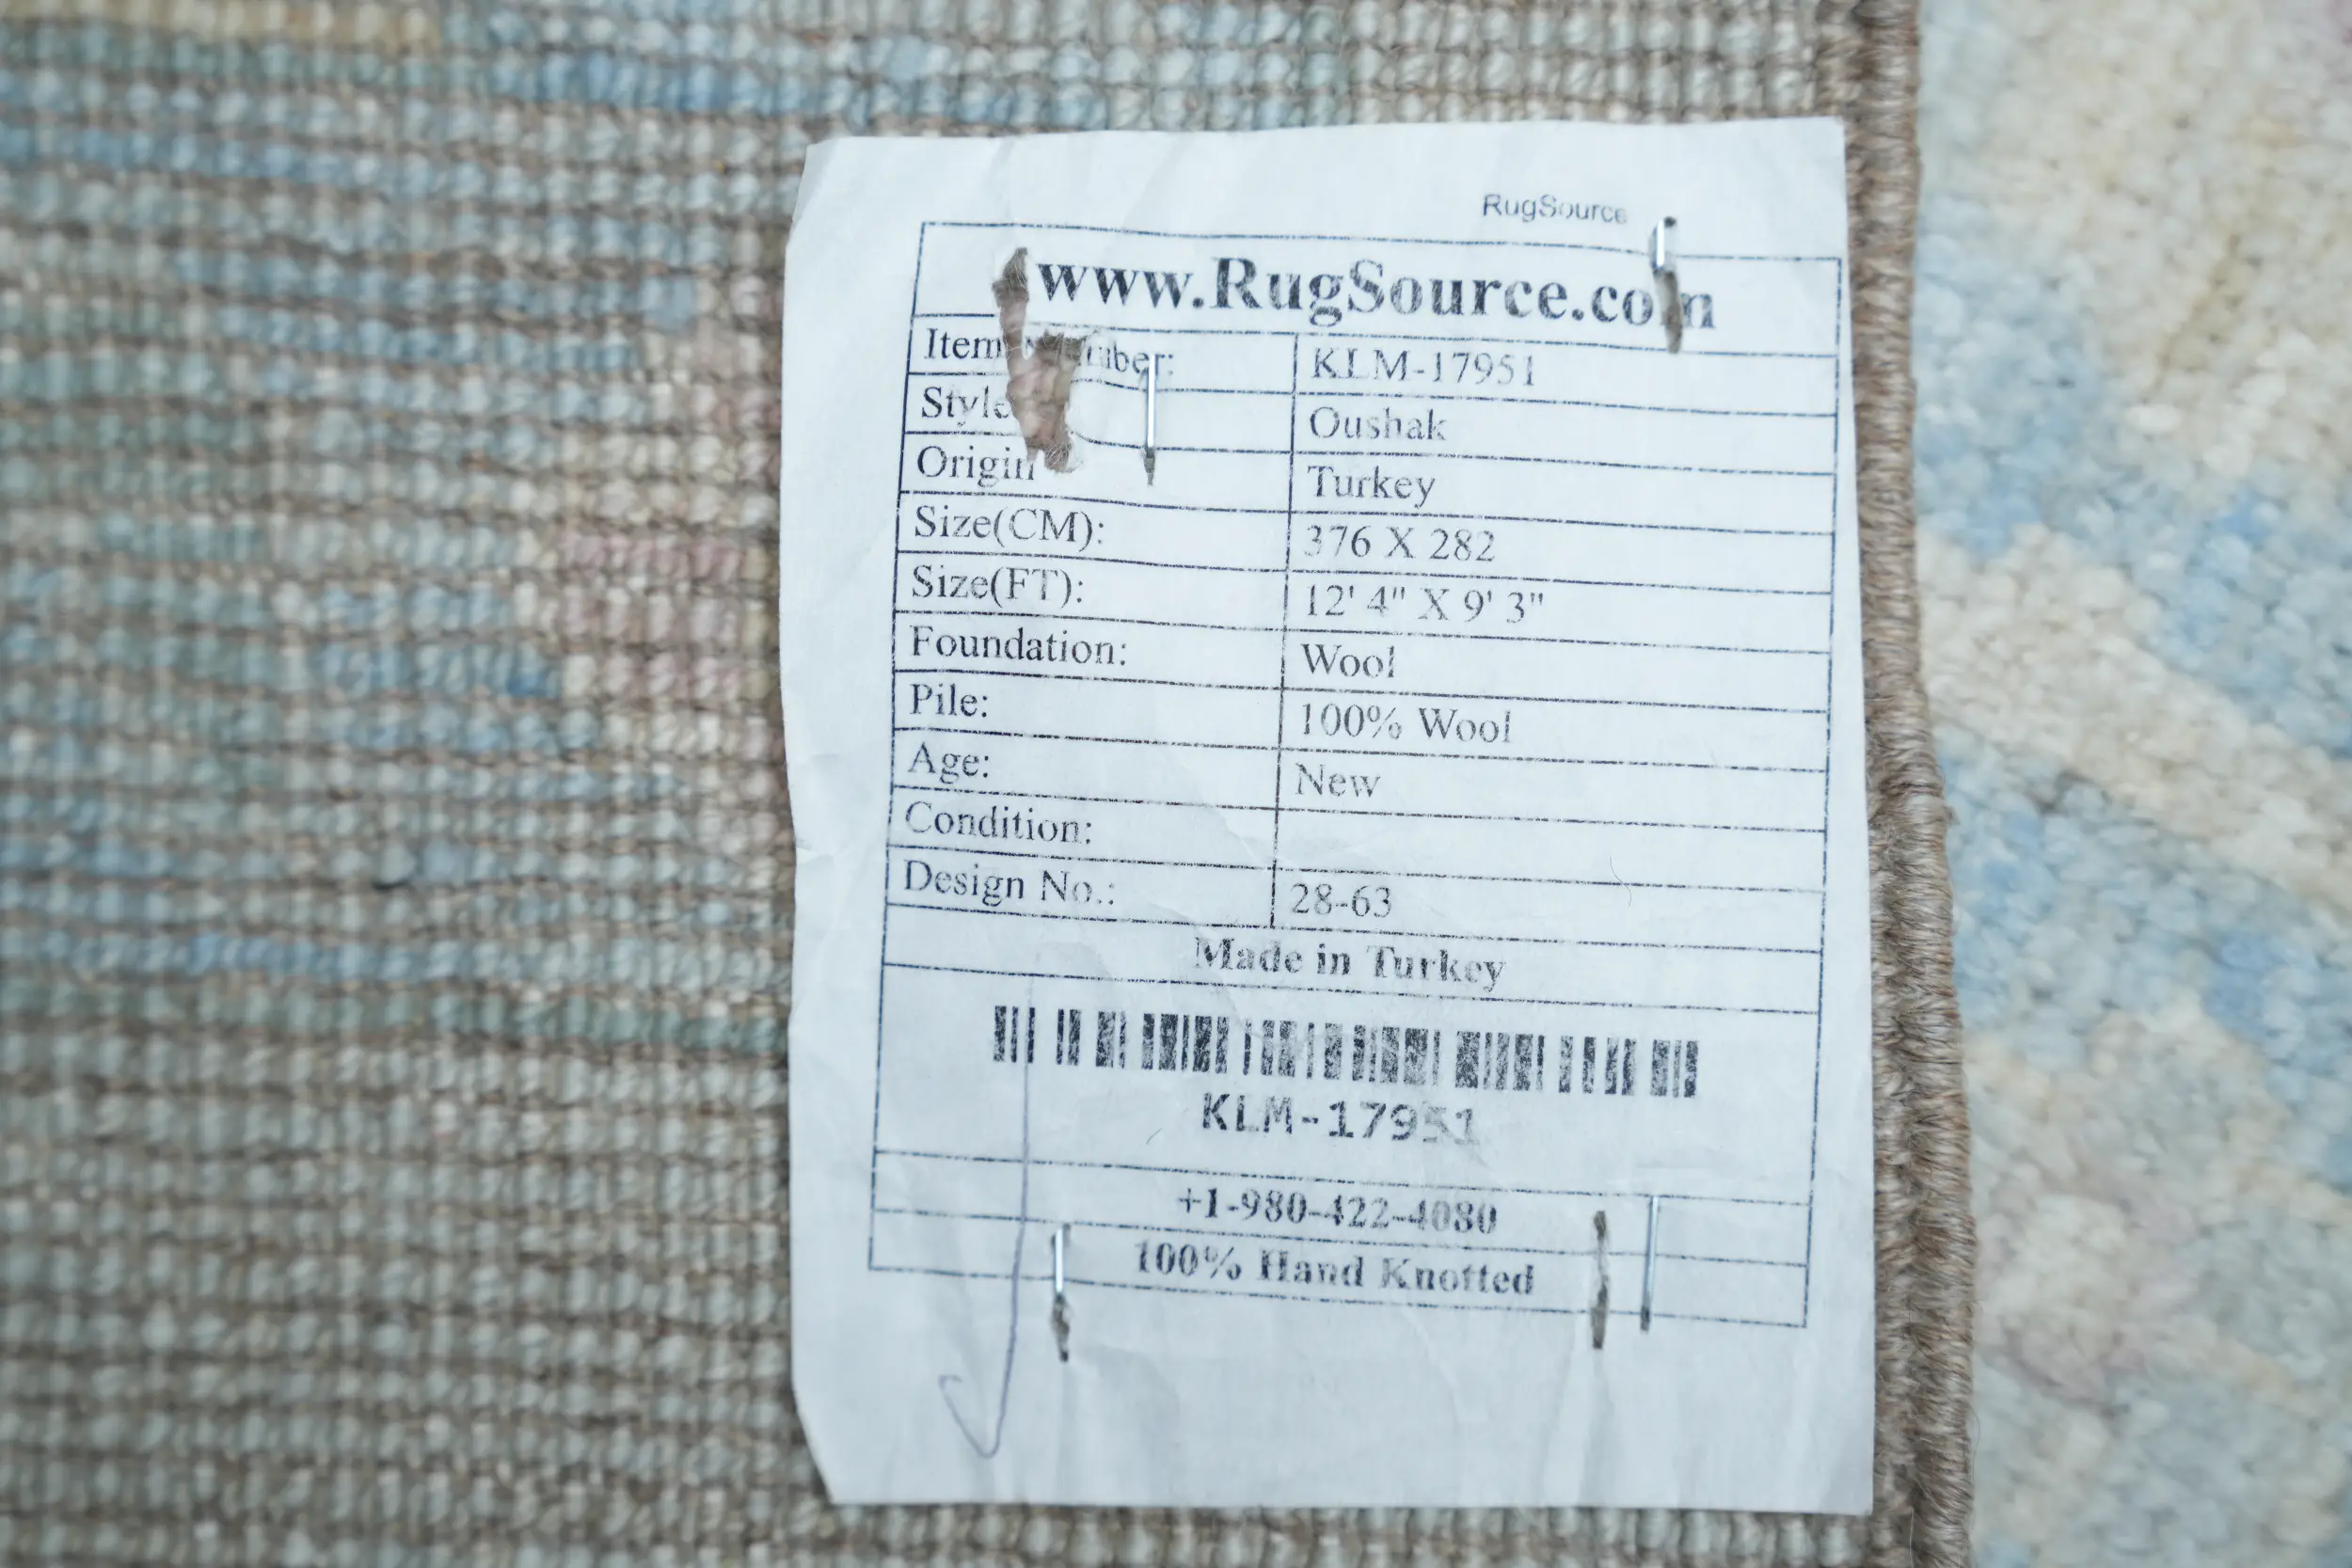 RugSource
www.RugSource.com
Item Number: KLM-17951
Style Oushak
Origin Turkey
Size(CM): 376 X 282
Size(FT): 12' 4" X 9' 3"
Foundation: Wool
Pile: 100% Wool
Age: New
Condition:
Design No.: 28-63
Made in Turkey
KLM-17951
+1-980-422-4080
100% Hand Knotted